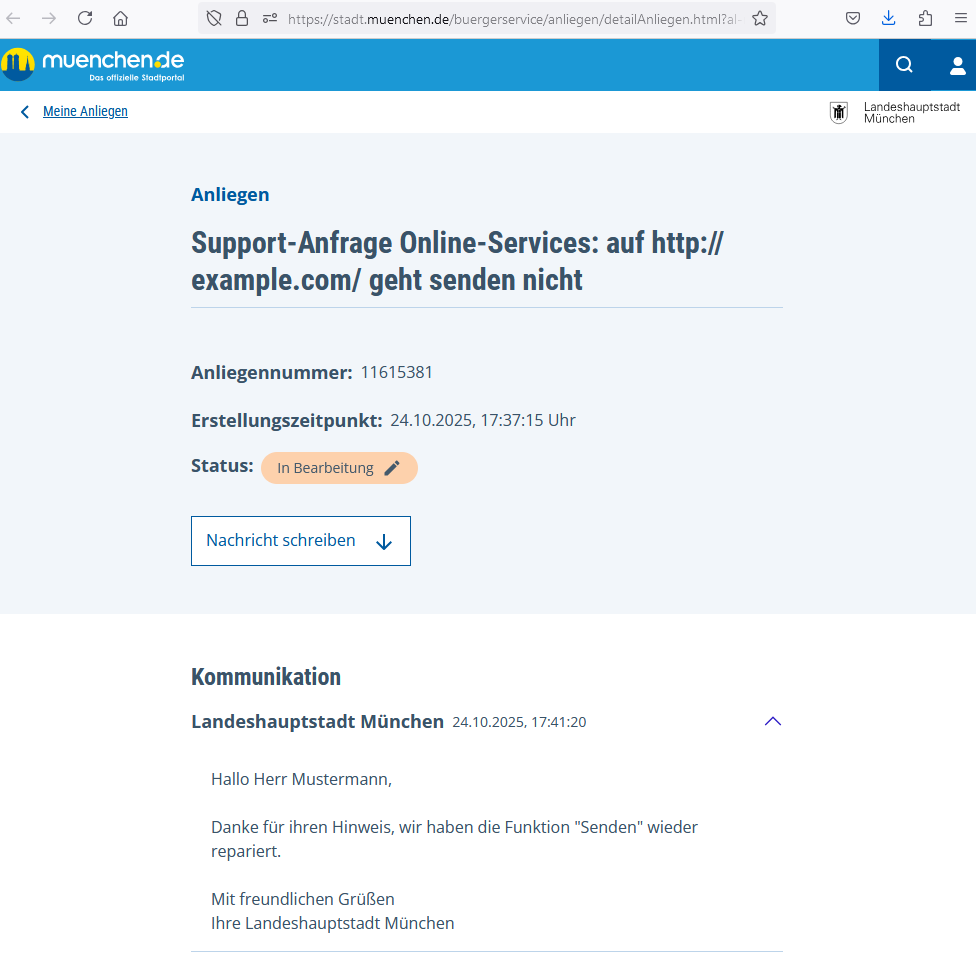 https://stadt.muenchen.de/buergerservice/anliegen/detailAnliegen.html?al
muenchen.de
Das offizielle Stadtportal
Meine Anliegen
Landeshauptstadt
München
Anliegen
Support-Anfrage Online-Services: auf http://
example.com/ geht senden nicht
Anliegennummer: 11615381
Erstellungszeitpunkt: 24.10.2025, 17:37:15 Uhr
Status: In Bearbeitung
Nachricht schreiben
Kommunikation
Landeshauptstadt München 24.10.2025, 17:41:20
Hallo Herr Mustermann,
Danke für ihren Hinweis, wir haben die Funktion "Senden" wieder
repariert.
Mit freundlichen Grüßen
Ihre Landeshauptstadt München